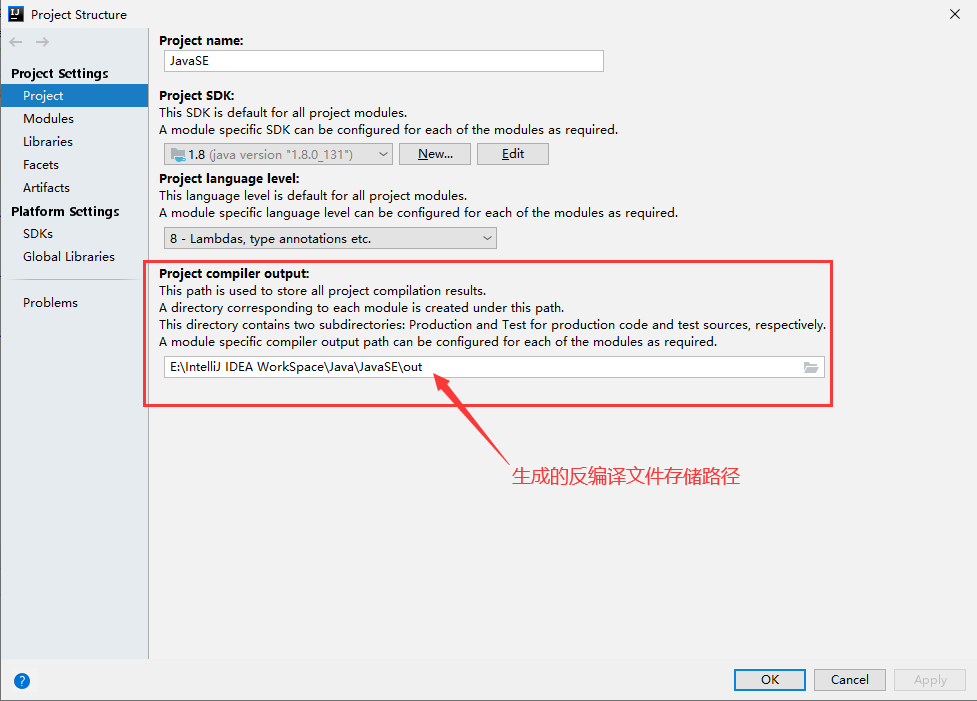 Project Structure
Project Settings
Project
Modules
Libraries
Facets
Artifacts
Platform Settings
SDKs
Global Libraries
Problems
Project name:
JavaSE
Project SDK:
This SDK is default for all project modules.
A module specific SDK can be configured for each of the modules as required.
1.8 (java version "1.8.0_131")
New...
Edit
Project language level:
This language level is default for all project modules.
A module specific language level can be configured for each of the modules as required.
8 - Lambdas, type annotations etc.
Project compiler output:
This path is used to store all project compilation results.
A directory corresponding to each module is created under this path.
This directory contains two subdirectories: Production and Test for production code and test sources, respectively.
A module specific compiler output path can be configured for each of the modules as required.
E:\IntelliJ IDEA WorkSpace\Java\JavaSE\out
生成的反编译文件存储路径
?
OK
Cancel
Apply